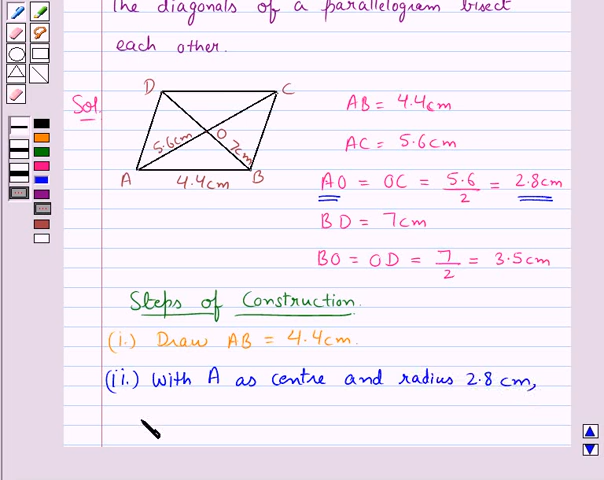 The diagonals of a parallelogram bisect
each other.
Sol.
D
C
AB = 4.4cm
5.6cm
O
7cm
AC = 5.6cm
A
4.4cm
B
AO = OC = 5.6/2 = 2.8cm
BD = 7cm
BO = OD = 7/2 = 3.5cm
Steps of Construction.
(i.) Draw AB = 4.4cm.
(ii.) With A as centre and radius 2.8 cm,